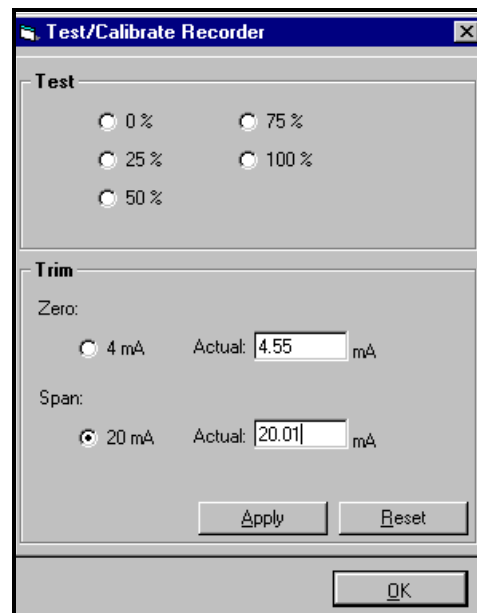 Test/Calibrate Recorder
Test
0 %
75 %
25 %
100 %
50 %
Trim
Zero:
4 mA Actual: 4.55 mA
Span:
20 mA Actual: 20.01 mA
Apply Reset
OK